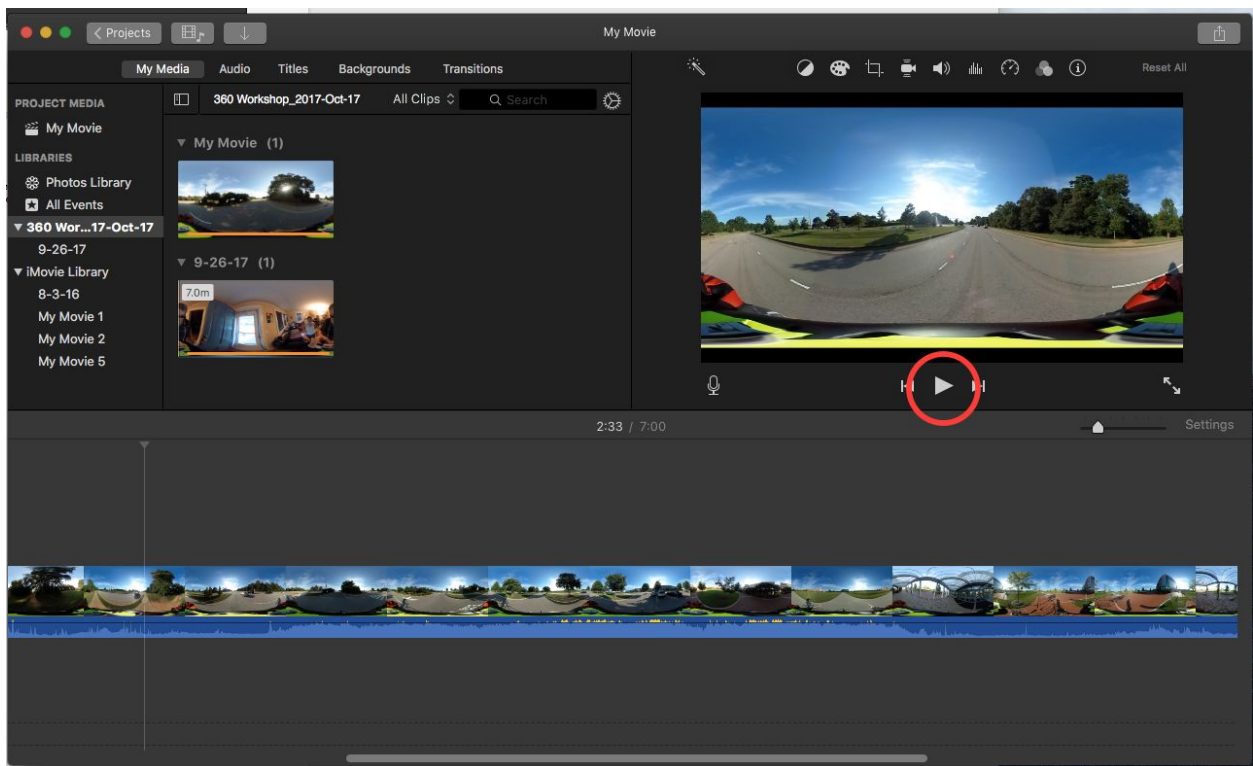 Projects
My Movie
My Media Audio Titles Backgrounds Transitions
Reset All
PROJECT MEDIA
My Movie
LIBRARIES
Photos Library
All Events
360 Wor...17-Oct-17
9-26-17
iMovie Library
8-3-16
My Movie 1
My Movie 2
My Movie 5
360 Workshop_2017-Oct-17 All Clips Search
My Movie (1)
9-26-17 (1)
7.0m
2:33 / 7:00
Settings